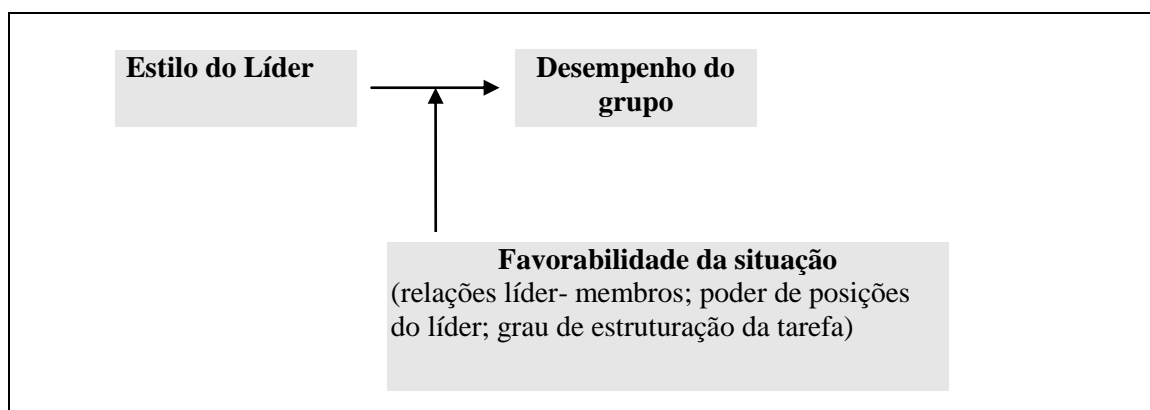 Estilo do Líder
Desempenho do
grupo
Favorabilidade da situação
(relações líder- membros; poder de posições
do líder; grau de estruturação da tarefa)